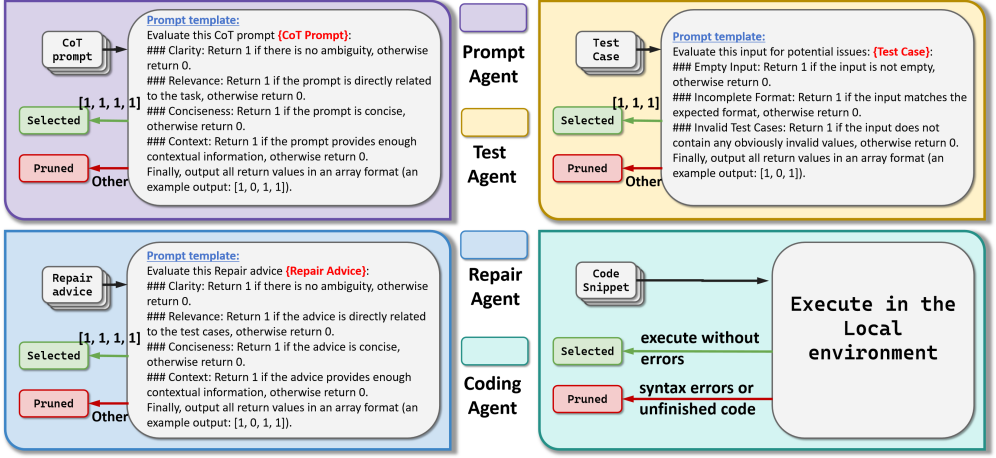 CoT
prompt
Prompt template:
Evaluate this CoT prompt {CoT Prompt}:
### Clarity: Return 1 if there is no ambiguity, otherwise
return 0.
### Relevance: Return 1 if the prompt is directly related
to the task, otherwise return 0.
### Conciseness: Return 1 if the prompt is concise,
otherwise return 0.
### Context: Return 1 if the prompt provides enough
contextual information, otherwise return 0.
Finally, output all return values in an array format (an
example output: [1, 0, 1, 1]).
[1, 1, 1, 1]
Selected
Pruned
Other
Prompt
Agent
Test
Agent
Repair
Agent
Coding
Agent
Test
Case
Prompt template:
Evaluate this input for potential issues: {Test Case}:
### Empty Input: Return 1 if the input is not empty,
otherwise return 0.
### Incomplete Format: Return 1 if the input matches the
expected format, otherwise return 0.
### Invalid Test Cases: Return 1 if the input does not
contain any obviously invalid values, otherwise return 0.
Finally, output all return values in an array format (an
example output: [1, 0, 1]).
[1, 1, 1]
Selected
Pruned
Other
Repair
advice
Prompt template:
Evaluate this Repair advice {Repair Advice}:
### Clarity: Return 1 if there is no ambiguity, otherwise
return 0.
### Relevance: Return 1 if the advice is directly related
to the test cases, otherwise return 0.
### Conciseness: Return 1 if the advice is concise,
otherwise return 0.
### Context: Return 1 if the advice provides enough
contextual information, otherwise return 0.
Finally, output all return values in an array format (an
example output: [1, 0, 1, 1]).
[1, 1, 1, 1]
Selected
Pruned
Other
Code
Snippet
Execute in the
Local
environment
execute without
errors
Selected
syntax errors or
unfinished code
Pruned